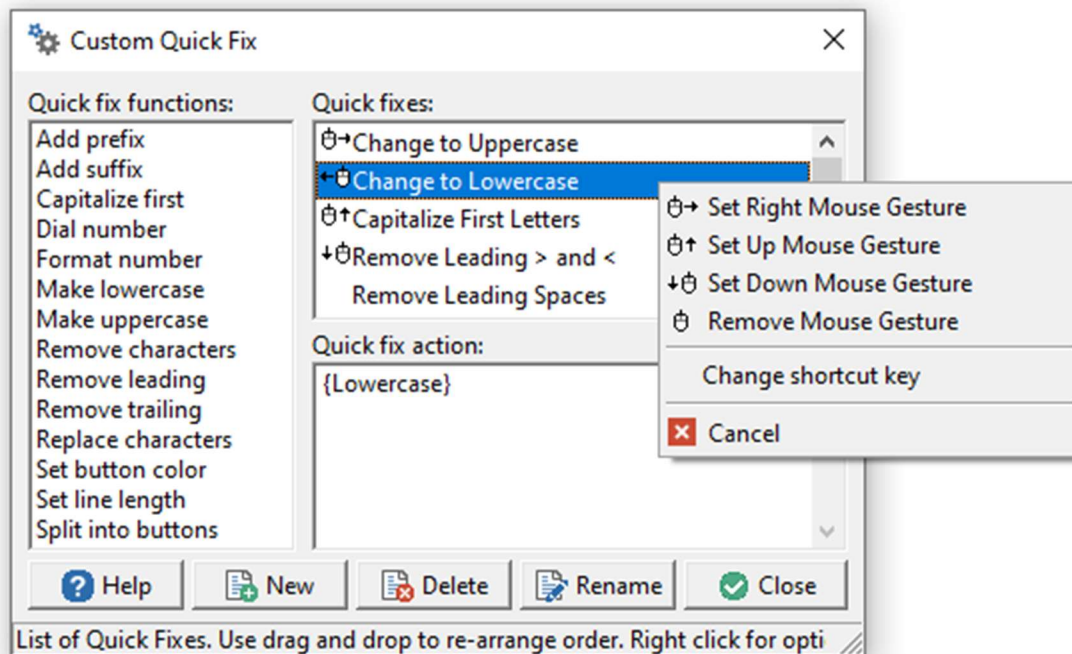 Custom Quick Fix
Quick fix functions:
Add prefix
Add suffix
Capitalize first
Dial number
Format number
Make lowercase
Make uppercase
Remove characters
Remove leading
Remove trailing
Replace characters
Set button color
Set line length
Split into buttons
Quick fixes:
Change to Uppercase
Change to Lowercase
Capitalize First Letters
Remove Leading > and <
Remove Leading Spaces
Set Right Mouse Gesture
Set Up Mouse Gesture
Set Down Mouse Gesture
Remove Mouse Gesture
Change shortcut key
Cancel
Quick fix action:
{Lowercase}
Help
New
Delete
Rename
Close
List of Quick Fixes. Use drag and drop to re-arrange order. Right click for opti